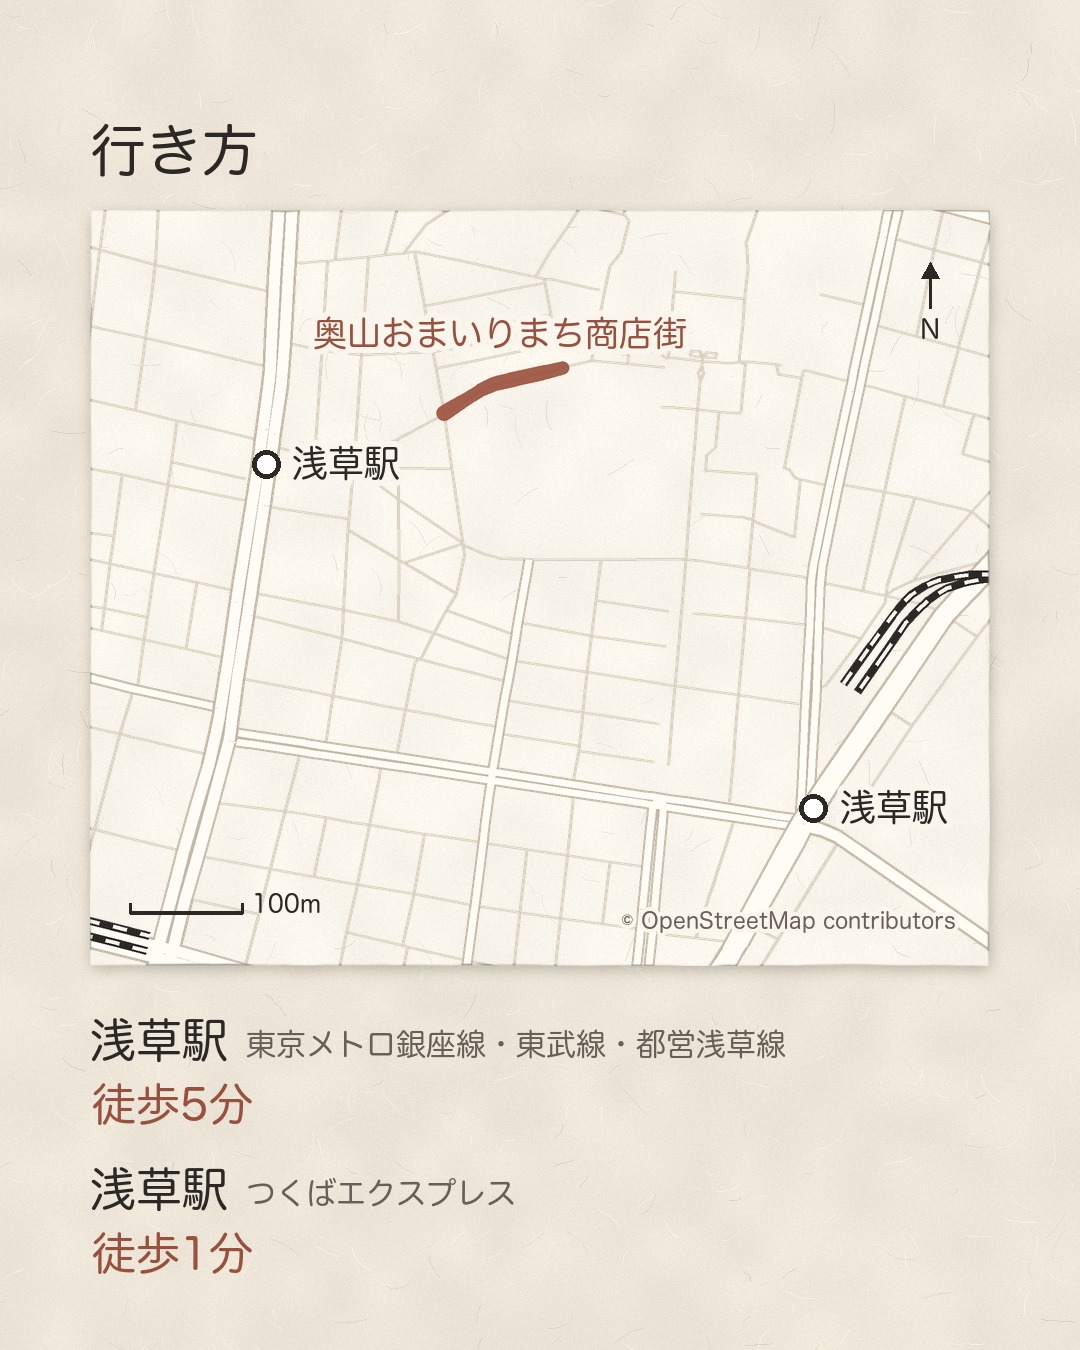 行き方
N
奥山おまいりまち商店街
浅草駅
浅草駅
100m
© OpenStreetMap contributors
浅草駅 東京メトロ銀座線・東武線・都営浅草線
徒歩5分
浅草駅 つくばエクスプレス
徒歩1分